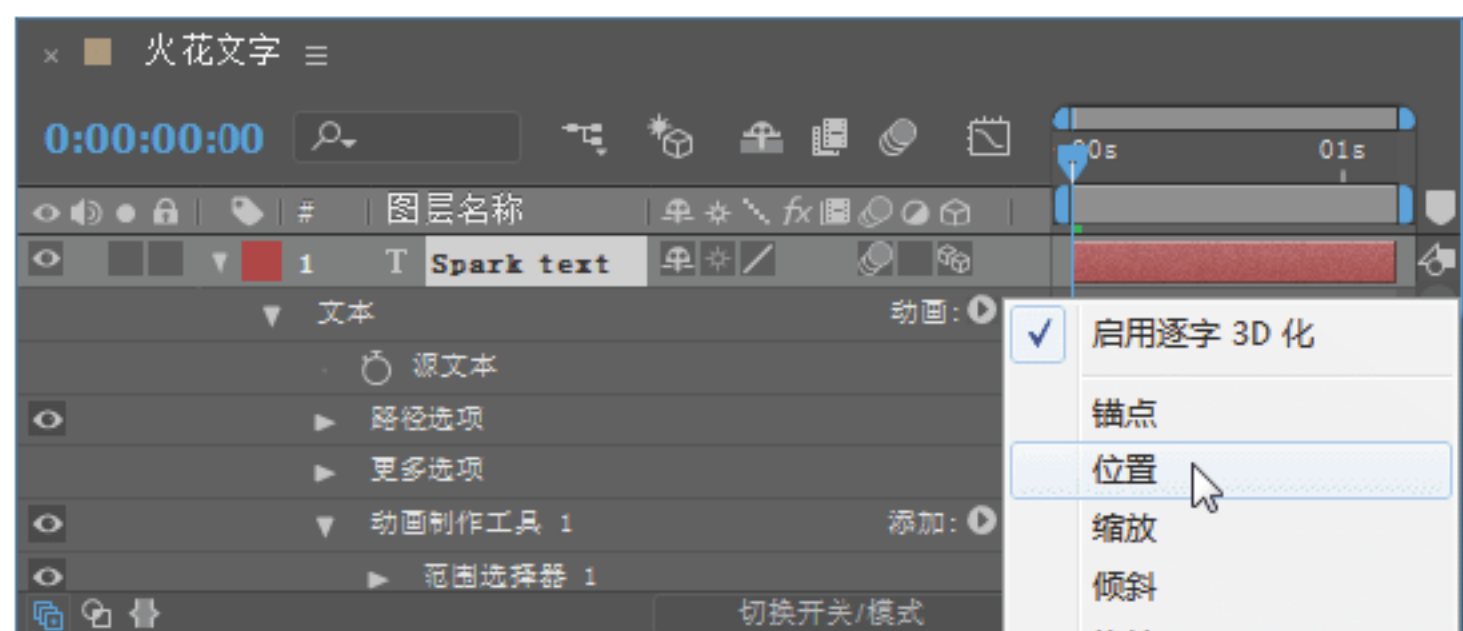 × 火花文字
0:00:00:00
00s 01s
# 图层名称 fx
1 T Spark text
文本 动画:
启用逐字 3D 化
源文本
路径选项
锚点
更多选项
位置
动画制作工具 1 添加:
缩放
范围选择器 1
倾斜
切换开关/模式